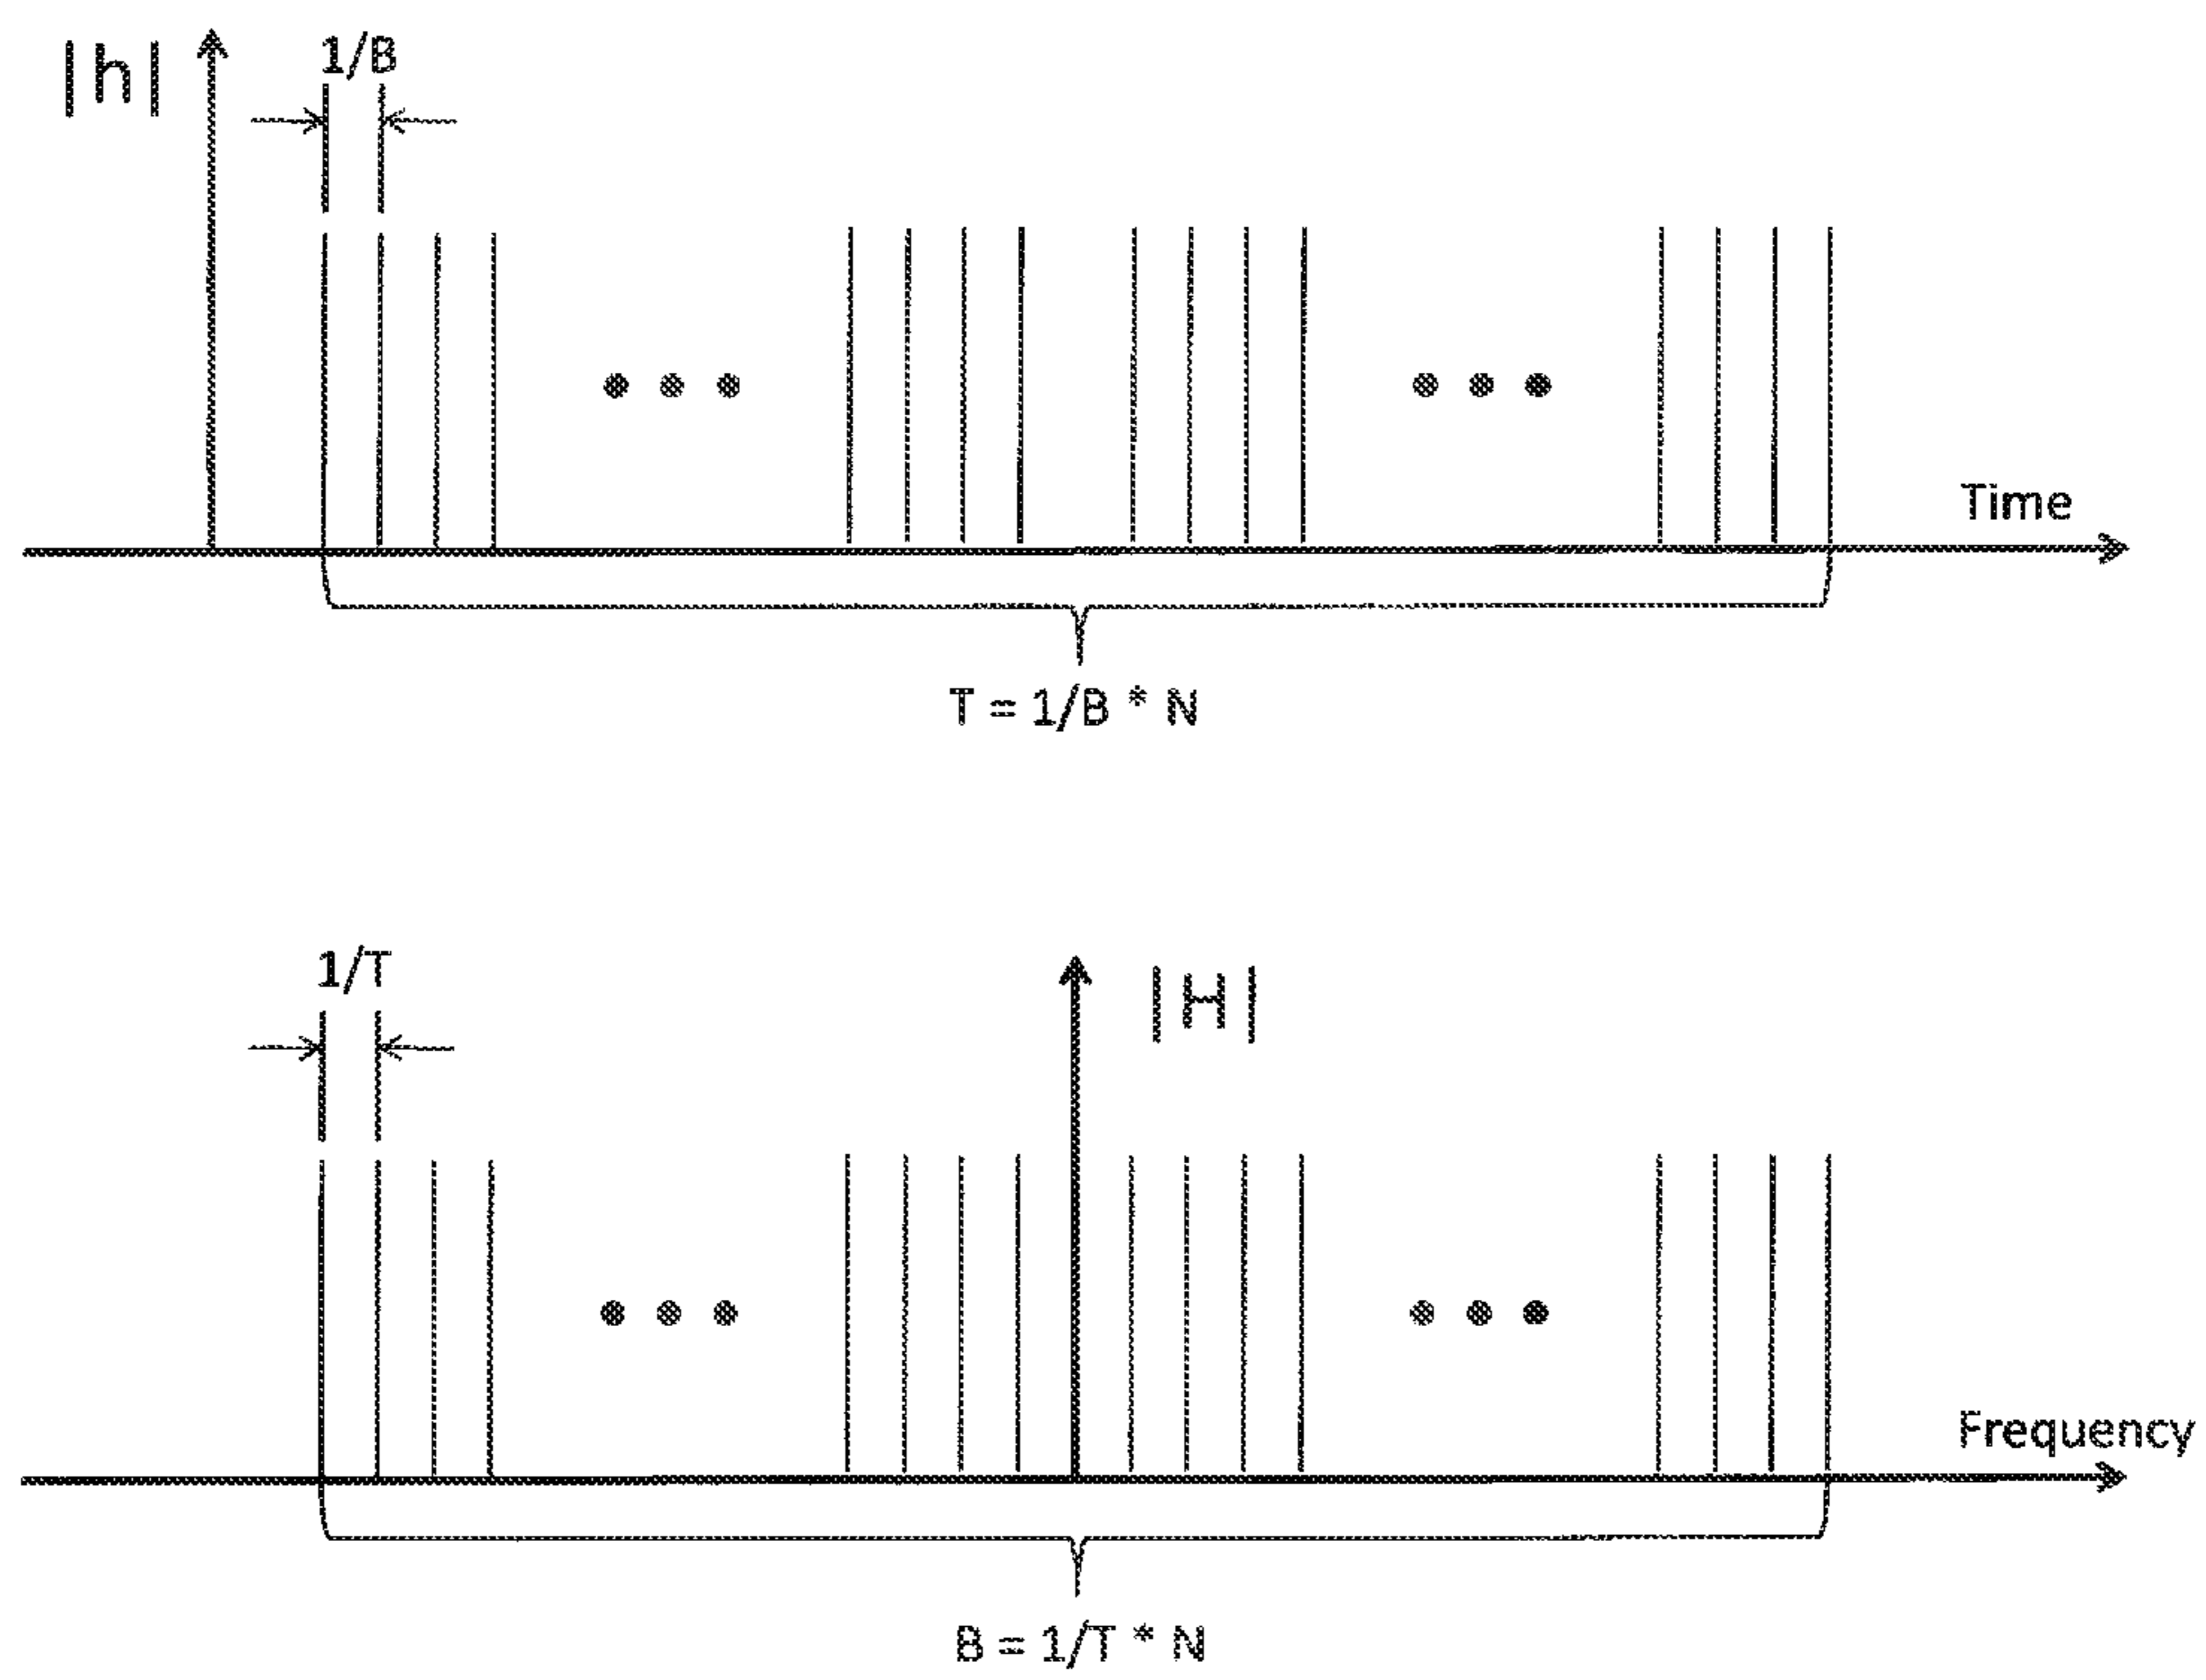 |h|
1/B
Time
T = 1/B * N
1/T
|H|
Frequency
B = 1/T * N